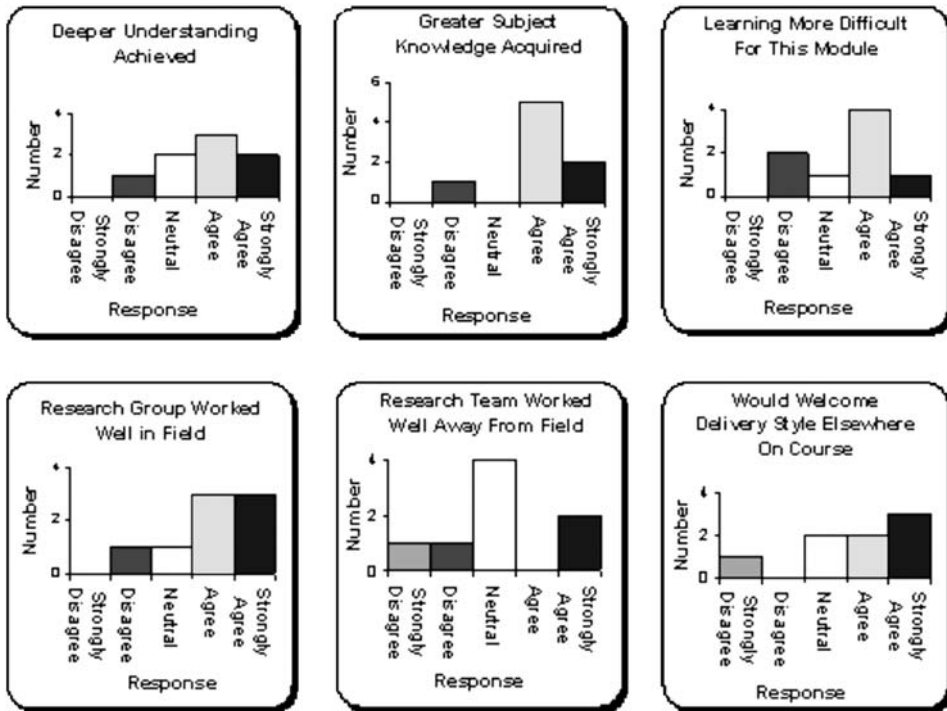 Deeper Understanding
Achieved
4
2
0
Number
Strongly
Disagree
Disagree
Neutral
Agree
Strongly
Agree
Response
Greater Subject
Knowledge Acquired
6
4
2
0
Number
Strongly
Disagree
Disagree
Neutral
Agree
Strongly
Agree
Response
Learning More Difficult
For This Module
4
2
0
Number
Strongly
Disagree
Disagree
Neutral
Agree
Strongly
Agree
Response
Research Group Worked
Well in Field
4
2
0
Number
Strongly
Disagree
Disagree
Neutral
Agree
Strongly
Agree
Response
Research Team Worked
Well Away From Field
4
2
0
Number
Strongly
Disagree
Disagree
Neutral
Agree
Strongly
Agree
Response
Would Welcome
Delivery Style Elsewhere
On Course
4
2
0
Number
Strongly
Disagree
Disagree
Neutral
Agree
Strongly
Agree
Response